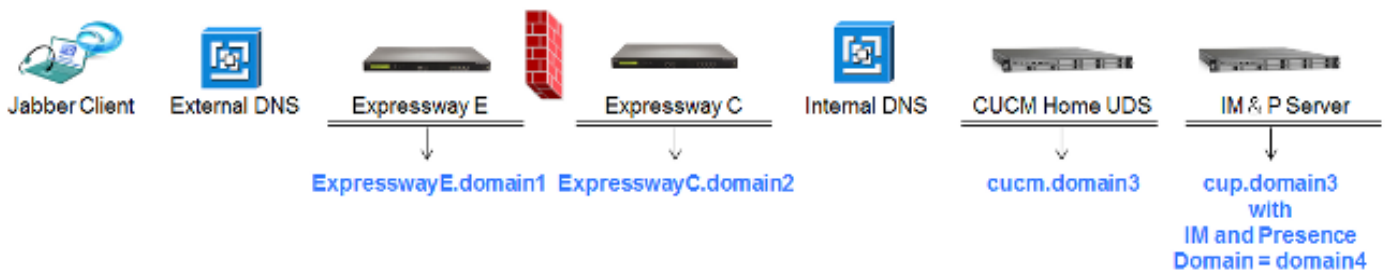 Jabber Client
External DNS
Expressway E
Expressway C
Internal DNS
CUCM Home UDS
IM & P Server
ExpresswayE.domain1
ExpresswayC.domain2
cucm.domain3
cup.domain3
with
IM and Presence
Domain = domain4